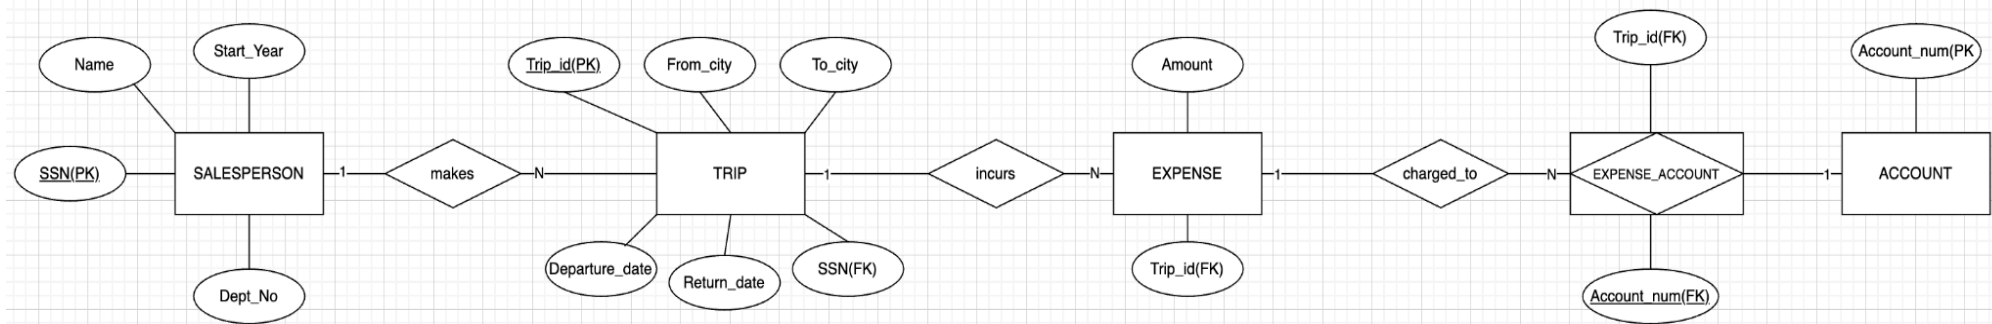 Name
Start_Year
SSN(PK)
SALESPERSON
Dept_No
1
makes
N
Trip_id(PK)
From_city
To_city
TRIP
Departure_date
Return_date
SSN(FK)
1
incurs
N
Amount
EXPENSE
Trip_id(FK)
1
charged_to
N
Trip_id(FK)
EXPENSE_ACCOUNT
Account_num(FK)
1
Account_num(PK
ACCOUNT